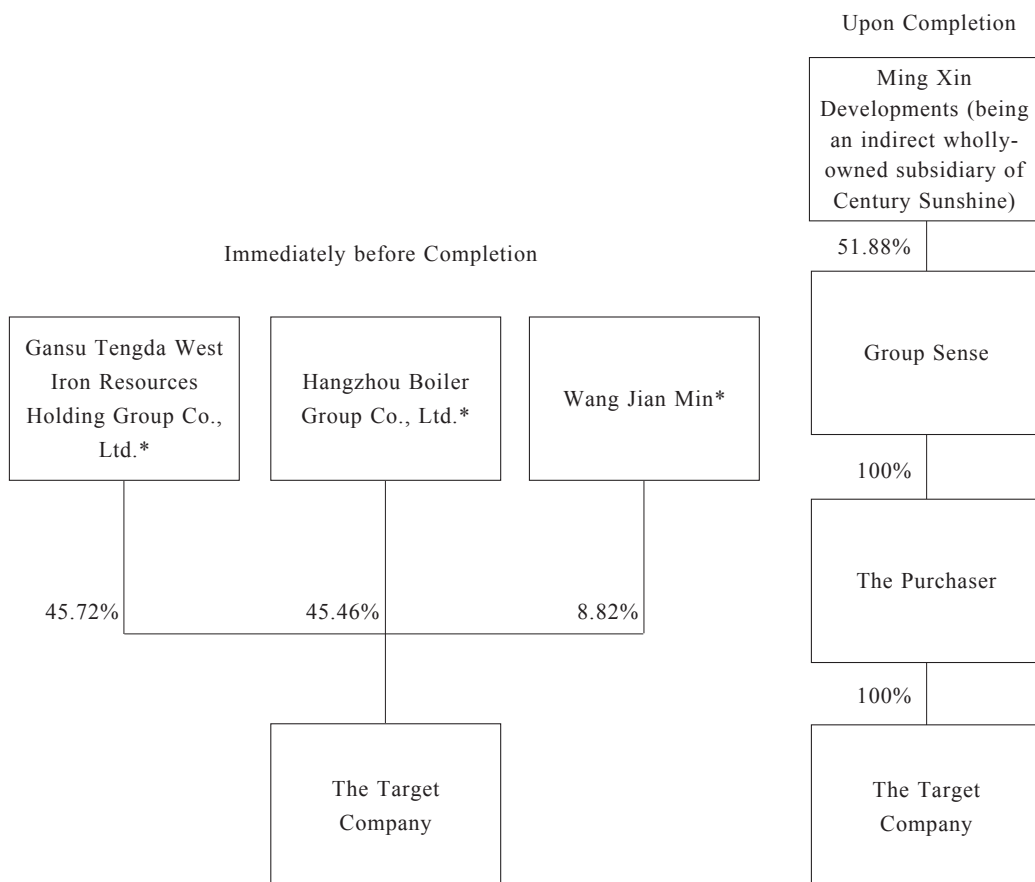 Upon Completion
Ming Xin
Developments (being
an indirect wholly-
owned subsidiary of
Century Sunshine)
51.88%
Immediately before Completion
Gansu Tengda West
Iron Resources
Holding Group Co.,
Ltd.*
Hangzhou Boiler
Group Co., Ltd.*
Wang Jian Min*
Group Sense
100%
The Purchaser
45.72%
45.46%
8.82%
100%
The Target
Company
The Target
Company